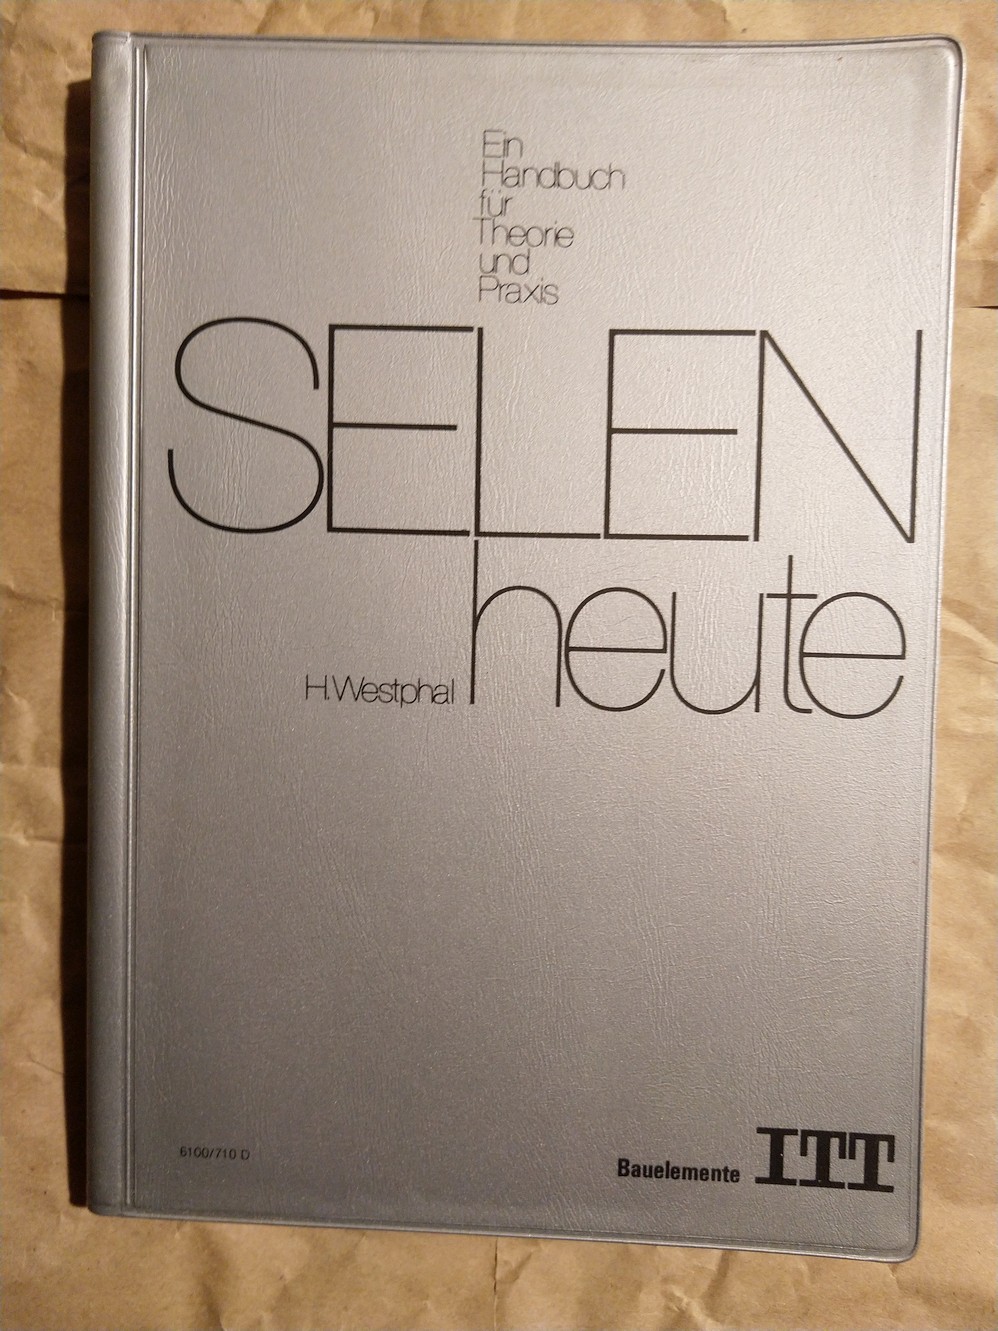 Ein
Handbuch
für
Theorie
und
Praxis
SELEN
heute
H.Westphal
6100/710 D
Bauelemente ITT